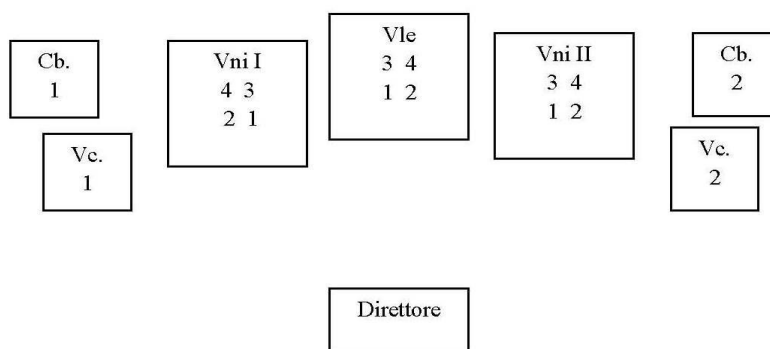 Cb.
1
Vc.
1
Vni I
4 3
2 1
Vle
3 4
1 2
Vni II
3 4
1 2
Cb.
2
Vc.
2
Direttore